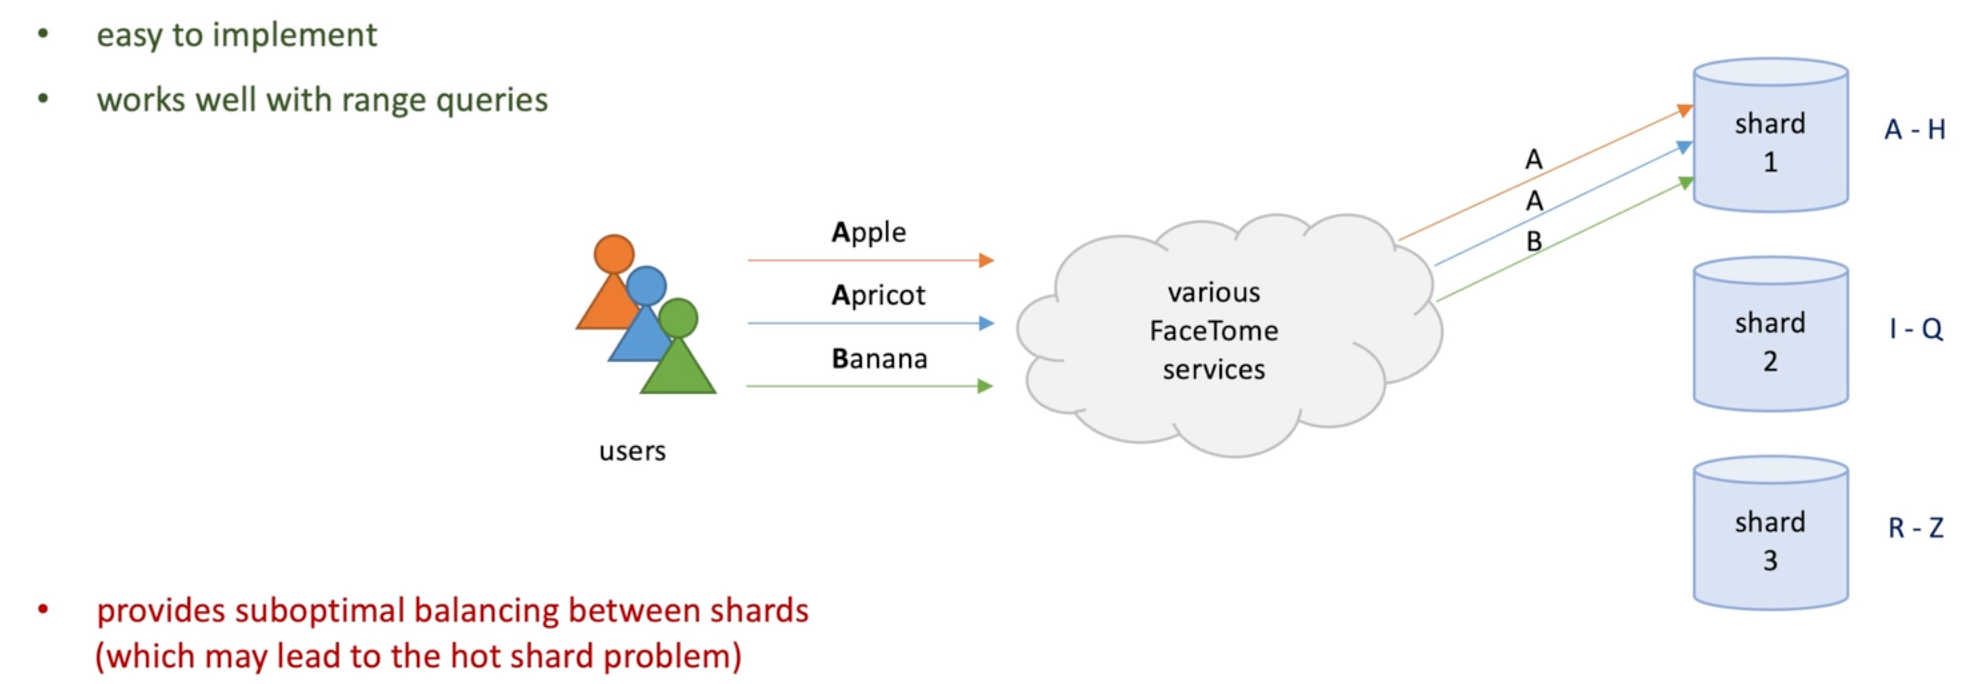 • easy to implement
• works well with range queries
Apple
Apricot
Banana
users
various
FaceTome
services
A
A
B
shard
1
A - H
shard
2
I - Q
shard
3
R - Z
• provides suboptimal balancing between shards
(which may lead to the hot shard problem)